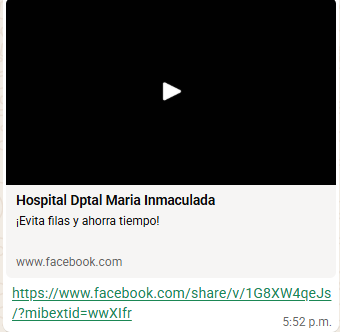 Hospital Dptal Maria Inmaculada
¡Evita filas y ahorra tiempo!
www.facebook.com
https://www.facebook.com/share/v/1G8XW4qeJs
/?mibextid=wwXIfr
5:52 p.m.